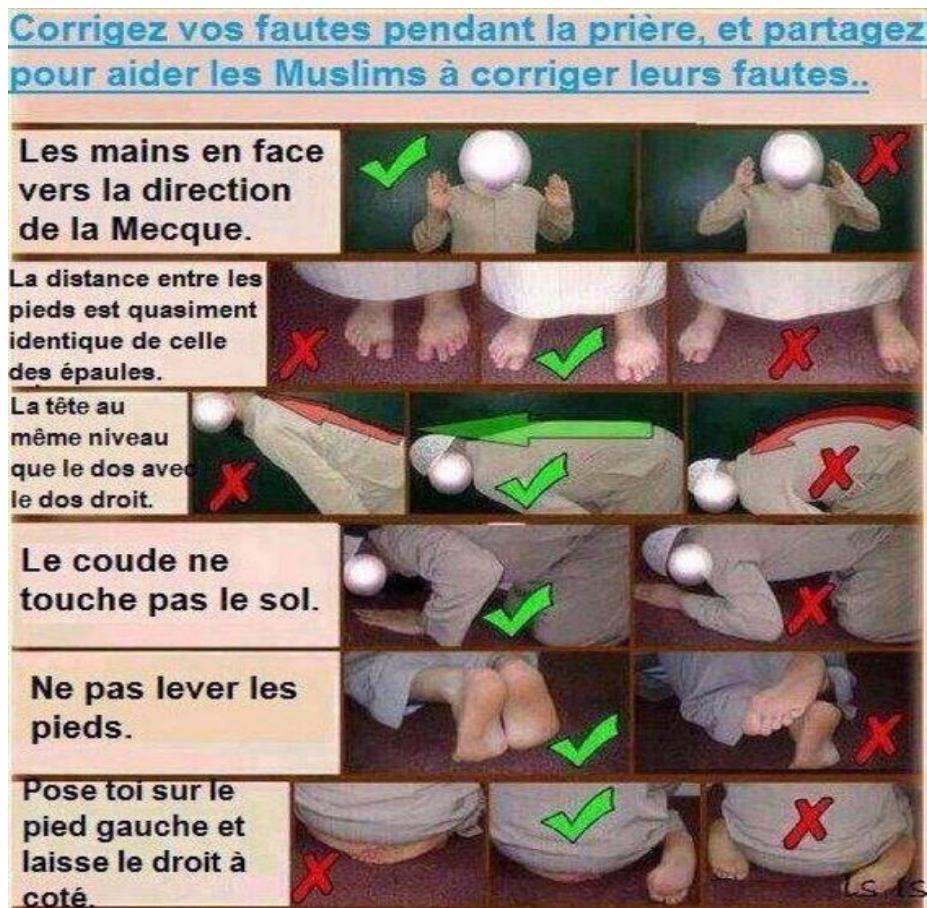 Corrigez vos fautes pendant la prière, et partagez
pour aider les Muslims à corriger leurs fautes..
Les mains en face
vers la direction
de la Mecque.
La distance entre les
pieds est quasiment
identique de celle
des épaules.
La tête au
même niveau
que le dos avec
le dos droit.
Le coude ne
touche pas le sol.
Ne pas lever les
pieds.
Pose toi sur le
pied gauche et
laisse le droit à
coté.